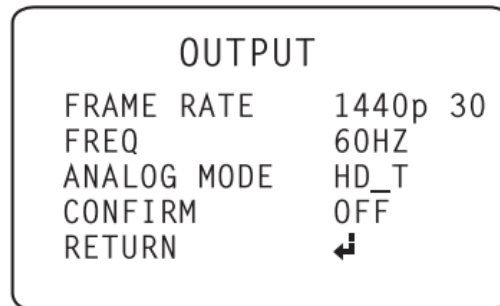 OUTPUT
FRAME RATE 1440p 30
FREQ 60HZ
ANALOG MODE HD_T
CONFIRM OFF
RETURN ↲